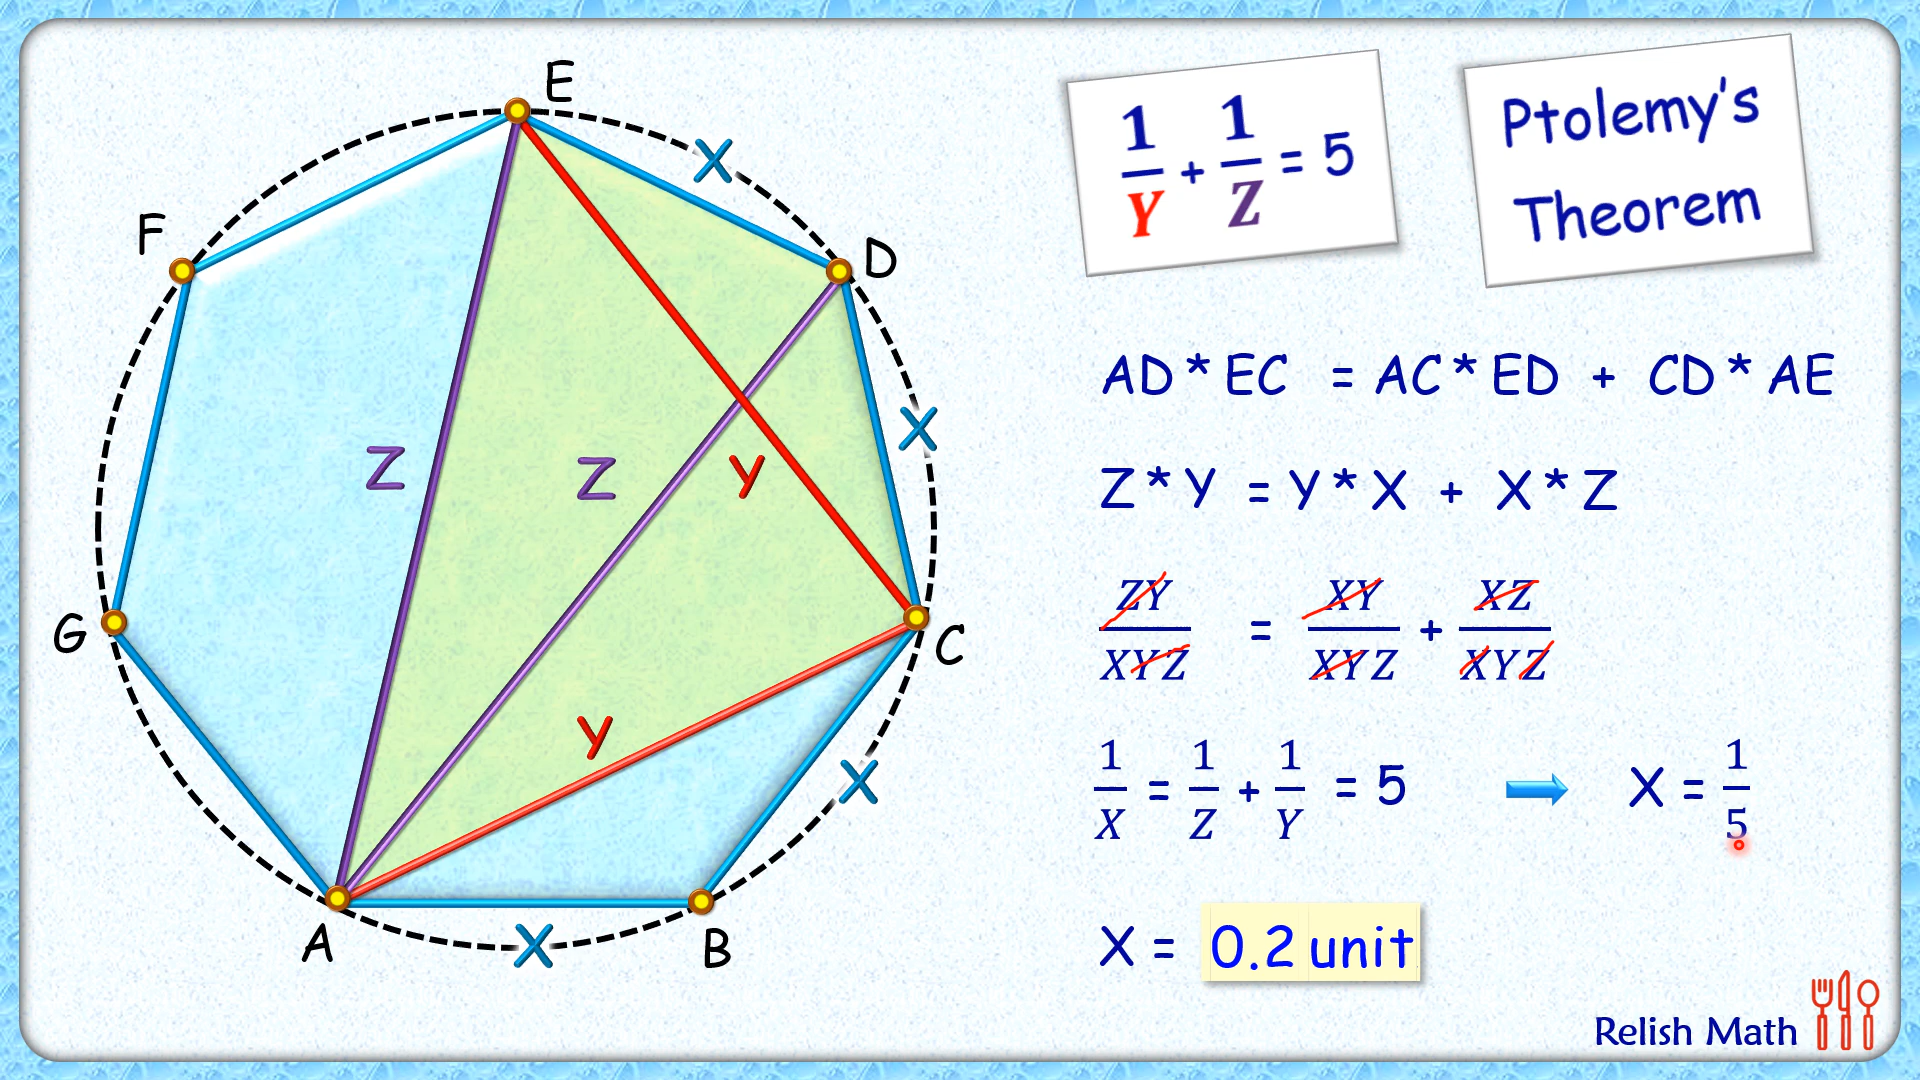 E
X
F
D
X
Z
Z
Y
G
C
Y
X
A
X
B
1/Y + 1/Z = 5
Ptolemy's
Theorem
AD * EC = AC * ED + CD * AE
Z * Y = Y * X + X * Z
ZY/XYZ = XY/XYZ + XZ/XYZ
1/X = 1/Z + 1/Y = 5 X = 1/5
X = 0.2 unit
Relish Math